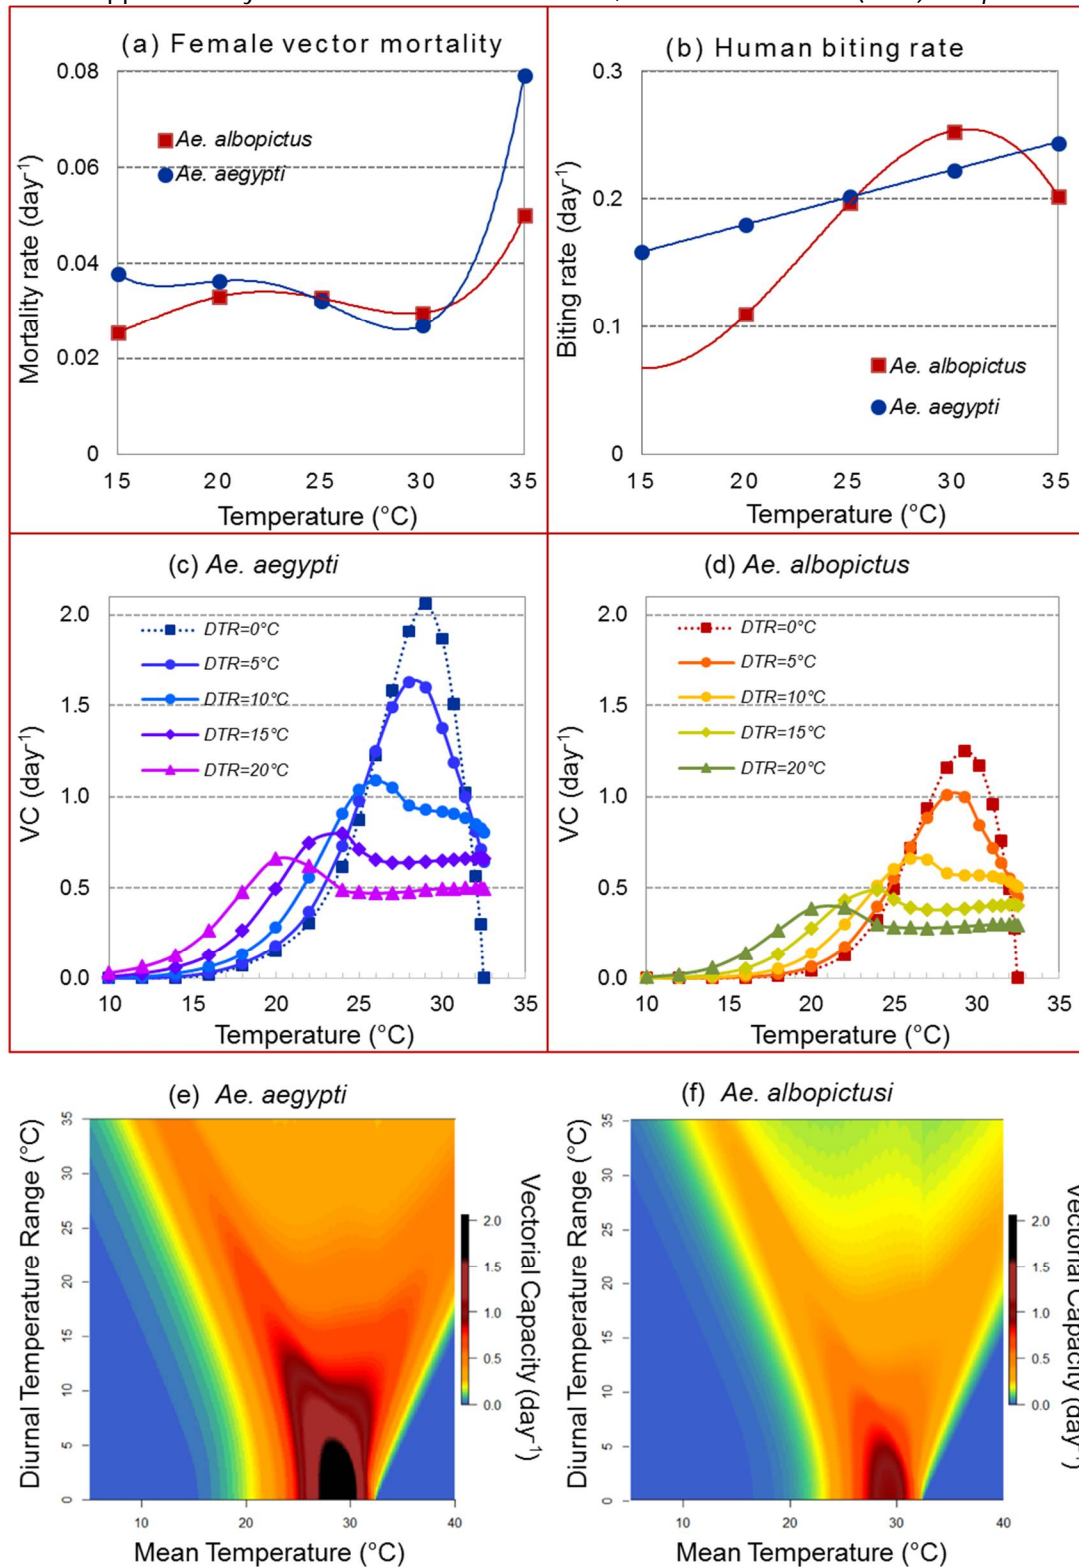 (a) Female vector mortality
0.08
0.06
0.04
0.02
0
Mortality rate (day-1)
Ae. albopictus
Ae. aegypti
15 20 25 30 35
Temperature (°C)
(b) Human biting rate
0.3
0.2
0.1
0
Biting rate (day-1)
Ae. albopictus
Ae. aegypti
15 20 25 30 35
Temperature (°C)
(c) Ae. aegypti
2.0
1.5
1.0
0.5
0.0
VC (day-1)
DTR=0°C
DTR=5°C
DTR=10°C
DTR=15°C
DTR=20°C
10 15 20 25 30 35
Temperature (°C)
(d) Ae. albopictus
2.0
1.5
1.0
0.5
0.0
VC (day-1)
DTR=0°C
DTR=5°C
DTR=10°C
DTR=15°C
DTR=20°C
10 15 20 25 30 35
Temperature (°C)
(e) Ae. aegypti
Diurnal Temperature Range (°C)
35
30
25
20
15
10
5
0
10 20 30 40
Mean Temperature (°C)
2.0
1.5
1.0
0.5
0.0
Vectorial Capacity (day-1)
(f) Ae. albopictusi
Diurnal Temperature Range (°C)
35
30
25
20
15
10
5
0
10 20 30 40
Mean Temperature (°C)
2.0
1.5
1.0
0.5
0.0
Vectorial Capacity (day-1)